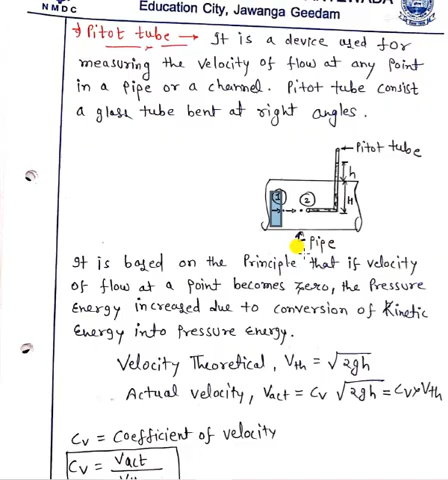 NMDC Education City, Jawanga Geedam
Pitot tube → It is a device used for
measuring the velocity of flow at any point
in a pipe or a channel. Pitot tube consist
a glass tube bent at right angles.
←Pitot tube
h
① ② H
Pipe
It is based on the Principle that if velocity
of flow at a point becomes zero, the Pressure
Energy increased due to conversion of Kinetic
Energy into Pressure Energy.
Velocity Theoretical, Vth = √2gh
Actual velocity, Vact = Cv √2gh = Cv×Vth
Cv = Coefficient of velocity
Cv = Vact